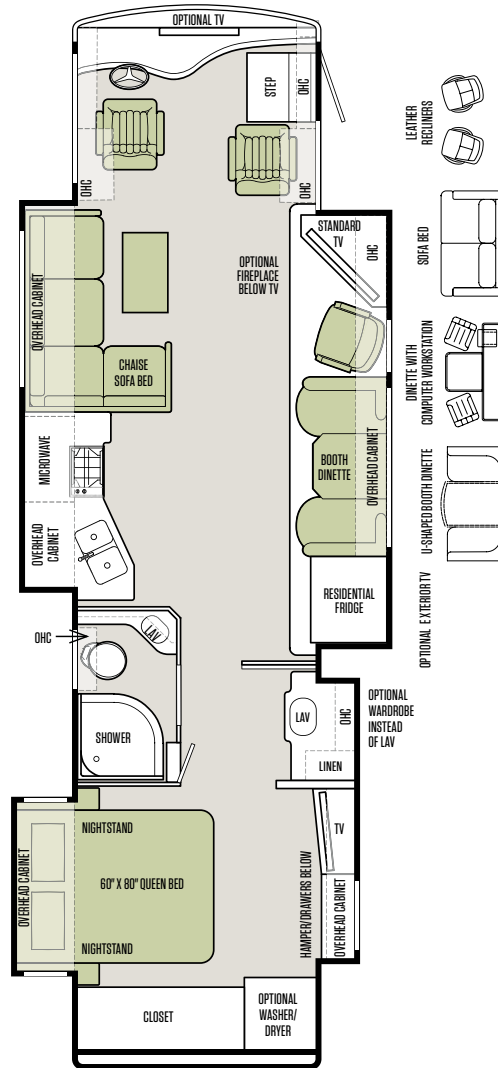 OPTIONAL TV
STEP
OHC
OHC
OHC
LEATHER
RECLINERS
STANDARD
TV
OHC
OPTIONAL
FIREPLACE
BELOW TV
SOFA BED
OVERHEAD CABINET
CHAISE
SOFA BED
DINETTE WITH
COMPUTER WORKSTATION
MICROWAVE
BOOTH
DINETTE
OVERHEAD CABINET
U-SHAPED BOOTH DINETTE
OVERHEAD
CABINET
RESIDENTIAL
FRIDGE
OPTIONAL EXTERIOR TV
OHC
LAV
LAV
OHC
OPTIONAL
WARDROBE
INSTEAD
OF LAV
SHOWER
LINEN
NIGHTSTAND
TV
OVERHEAD CABINET
60" X 80" QUEEN BED
HAMPER/DRAWERS BELOW
OVERHEAD CABINET
NIGHTSTAND
CLOSET
OPTIONAL
WASHER/
DRYER